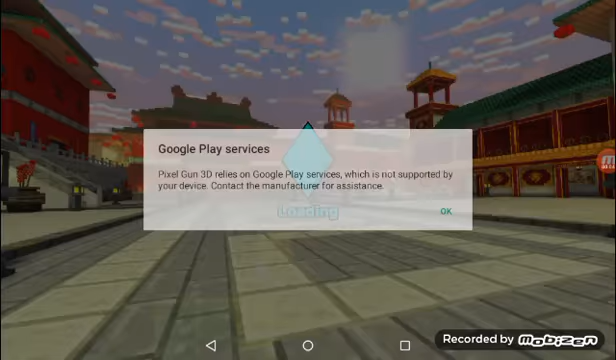 Google Play services
Pixel Gun 3D relies on Google Play services, which is not supported by
your device. Contact the manufacturer for assistance.
Loading
OK
Recorded by mobizen